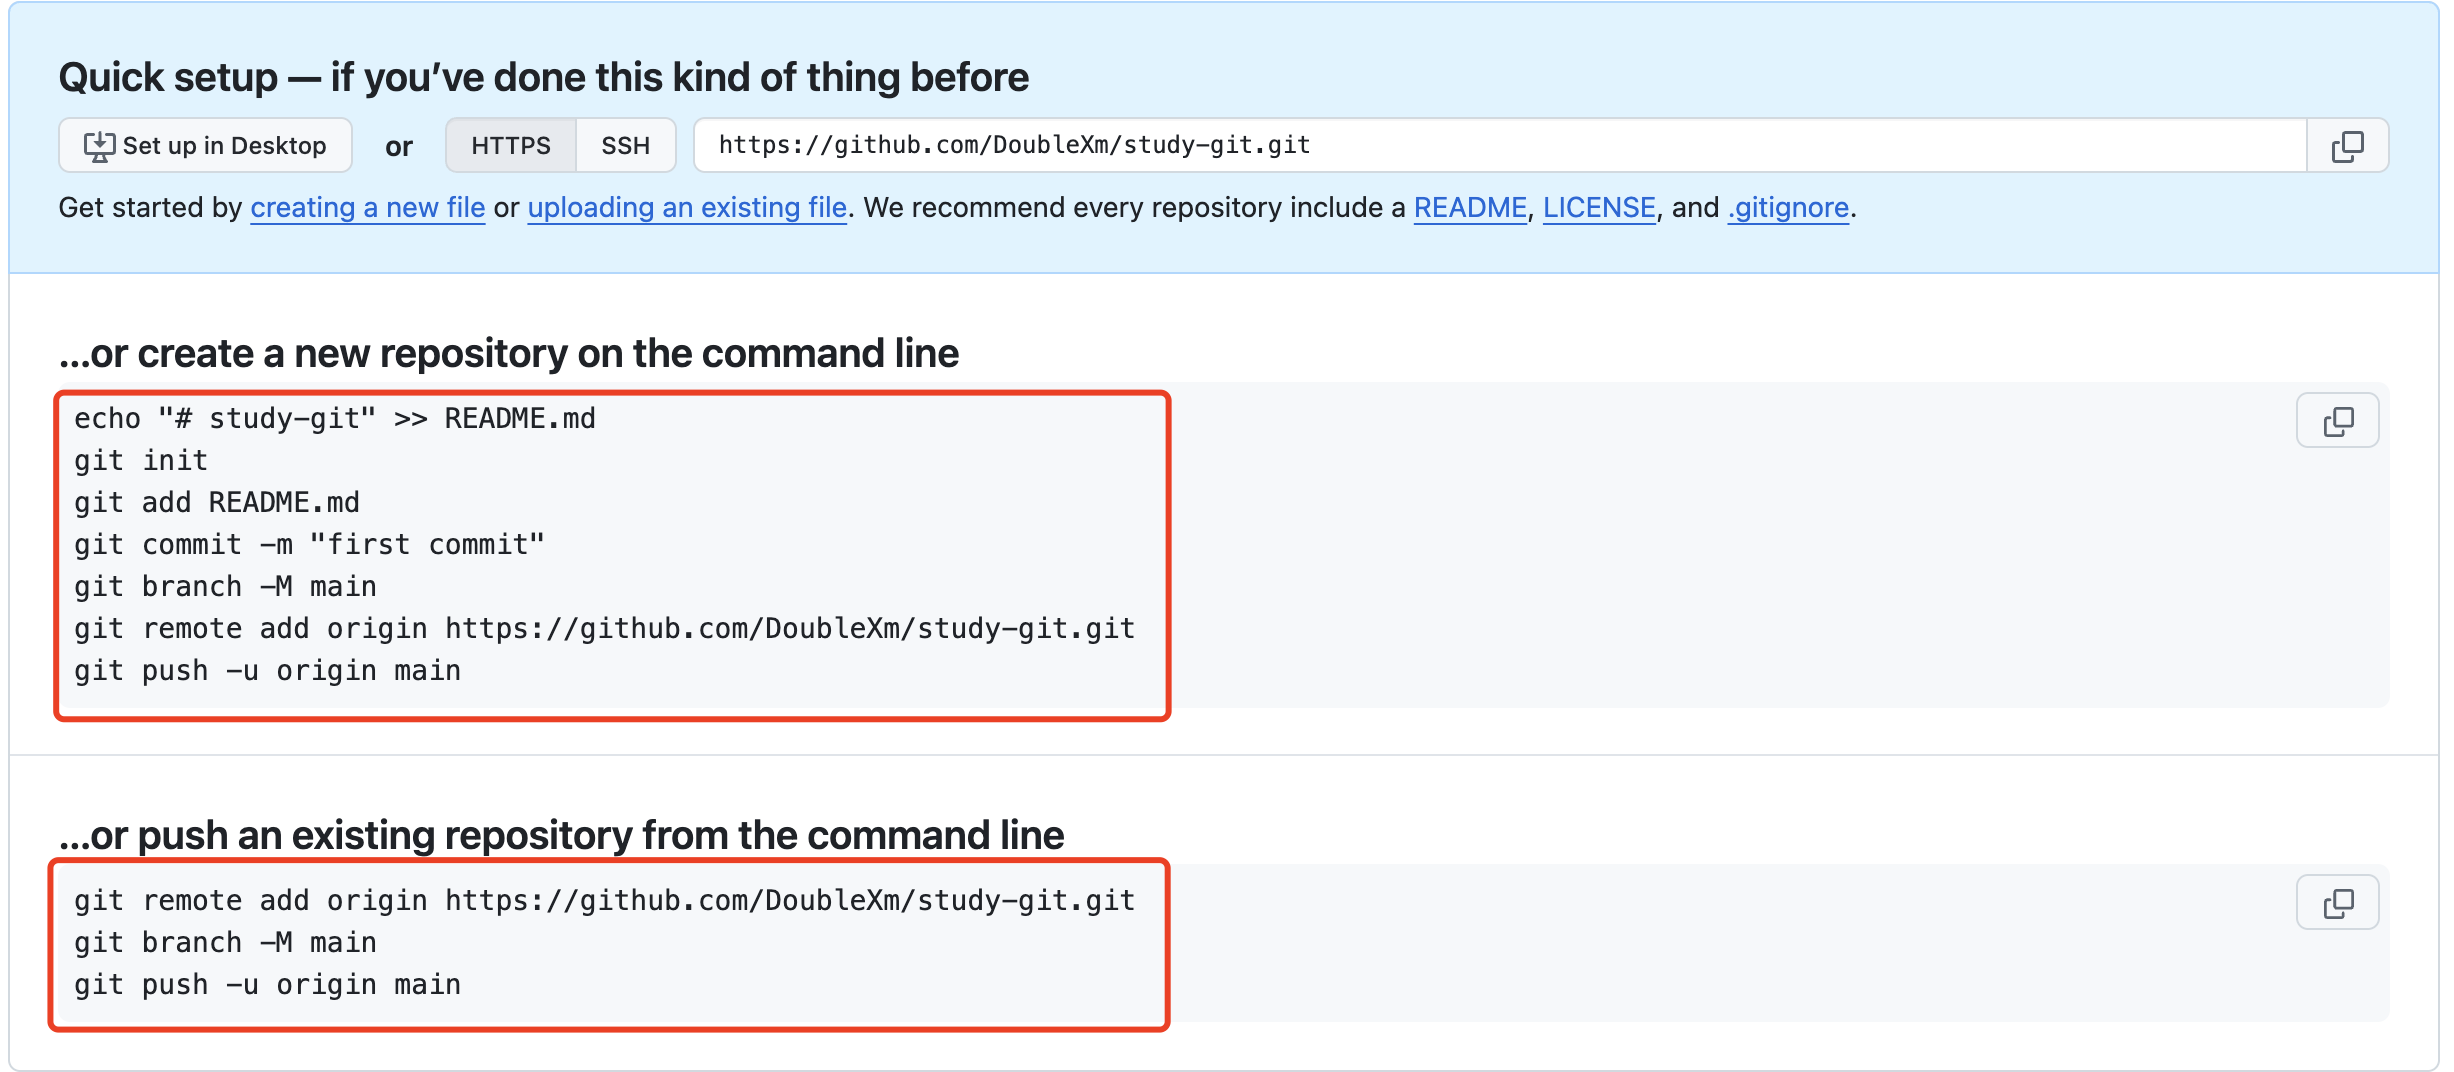 Quick setup — if you’ve done this kind of thing before
Set up in Desktop or HTTPS SSH https://github.com/DoubleXm/study-git.git
Get started by creating a new file or uploading an existing file. We recommend every repository include a README, LICENSE, and .gitignore.
…or create a new repository on the command line
echo "# study-git" >> README.md
git init
git add README.md
git commit -m "first commit"
git branch -M main
git remote add origin https://github.com/DoubleXm/study-git.git
git push -u origin main
…or push an existing repository from the command line
git remote add origin https://github.com/DoubleXm/study-git.git
git branch -M main
git push -u origin main